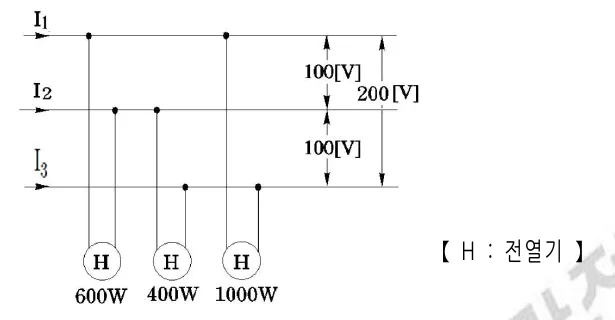 I₁
100[V]
I₂
200[V]
100[V]
I₃
H H H
600W 400W 1000W
【 H : 전열기 】